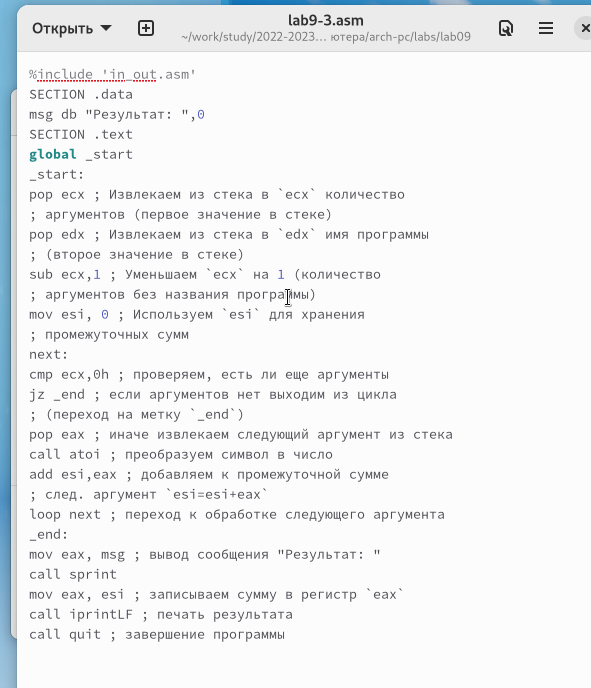 Открыть
lab9-3.asm
~/work/study/2022-2023... ютера/arch-pc/labs/lab09
%include 'in_out.asm'
SECTION .data
msg db "Результат: ",0
SECTION .text
global _start
_start:
pop ecx ; Извлекаем из стека в `ecx` количество
; аргументов (первое значение в стеке)
pop edx ; Извлекаем из стека в `edx` имя программы
; (второе значение в стеке)
sub ecx,1 ; Уменьшаем `ecx` на 1 (количество
; аргументов без названия программы)
mov esi, 0 ; Используем `esi` для хранения
; промежуточных сумм
next:
cmp ecx,0h ; проверяем, есть ли еще аргументы
jz _end ; если аргументов нет выходим из цикла
; (переход на метку `_end`)
pop eax ; иначе извлекаем следующий аргумент из стека
call atoi ; преобразуем символ в число
add esi,eax ; добавляем к промежуточной сумме
; след. аргумент `esi=esi+eax`
loop next ; переход к обработке следующего аргумента
_end:
mov eax, msg ; вывод сообщения "Результат: "
call sprint
mov eax, esi ; записываем сумму в регистр `eax`
call iprintLF ; печать результата
call quit ; завершение программы